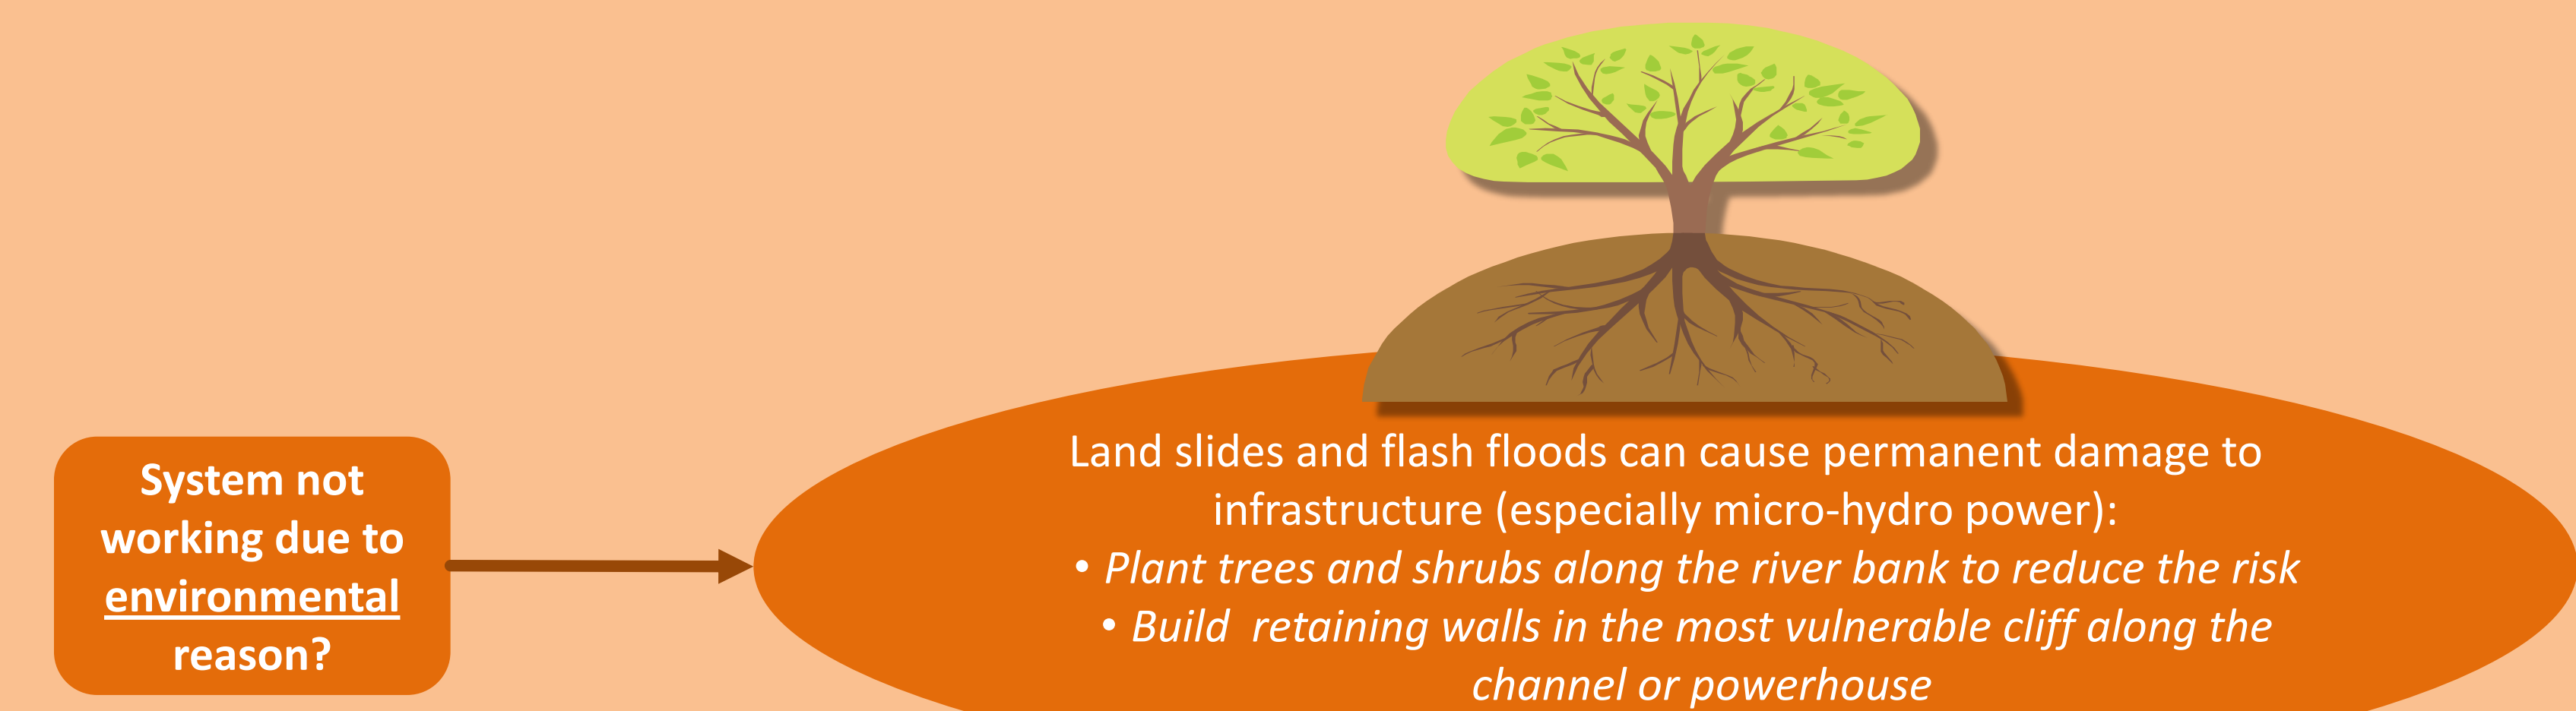 System not
working due to
environmental
reason?
Land slides and flash floods can cause permanent damage to
infrastructure (especially micro-hydro power):
• Plant trees and shrubs along the river bank to reduce the risk
• Build  retaining walls in the most vulnerable cliff along the
channel or powerhouse